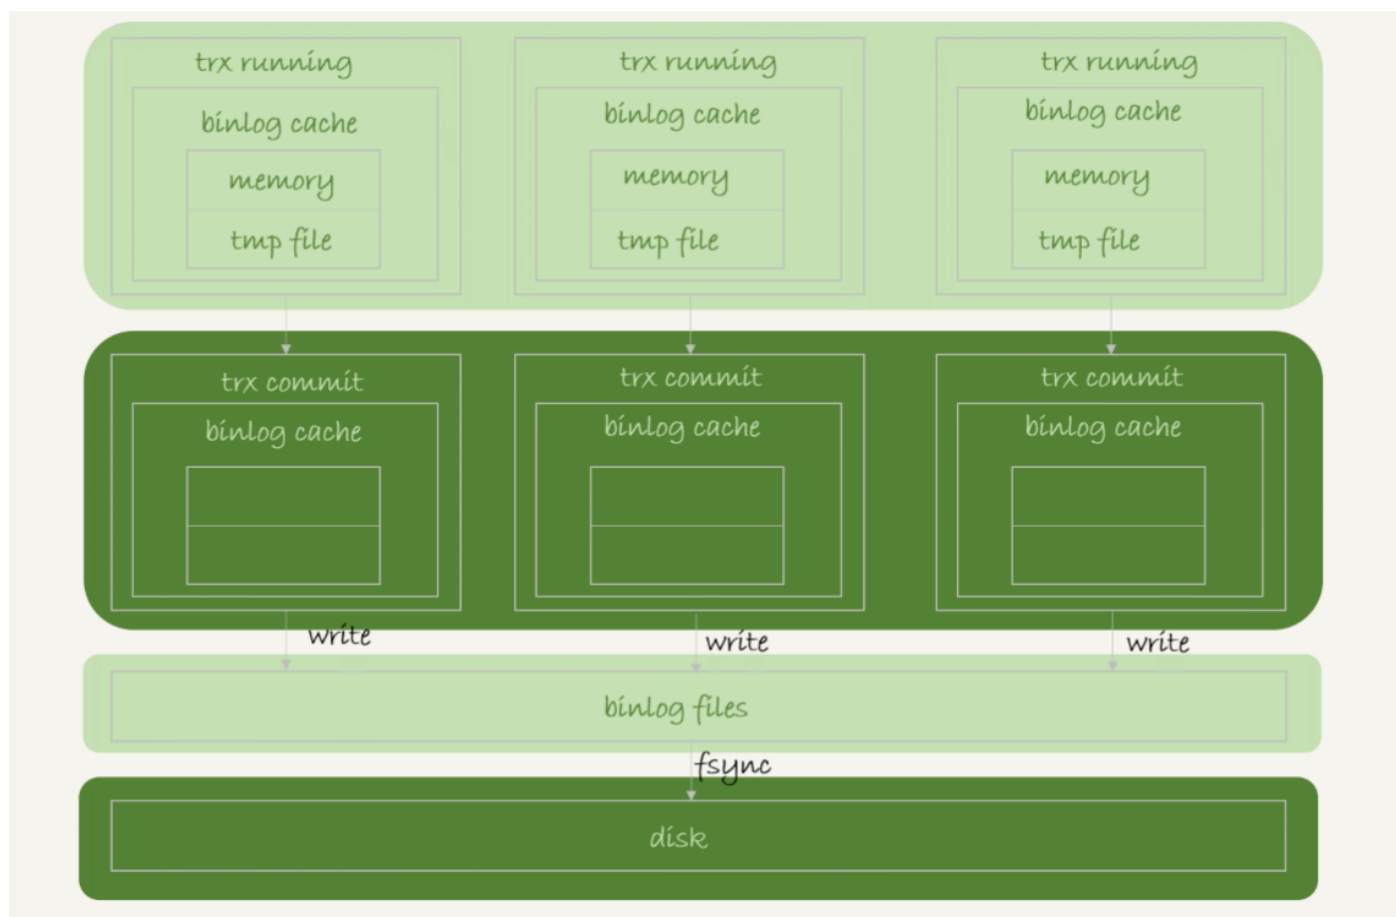 trx running
trx running
trx running
binlog cache
binlog cache
binlog cache
memory
memory
memory
tmp file
tmp file
tmp file
trx commit
trx commit
trx commit
binlog cache
binlog cache
binlog cache
write
write
write
binlog files
fsync
disk